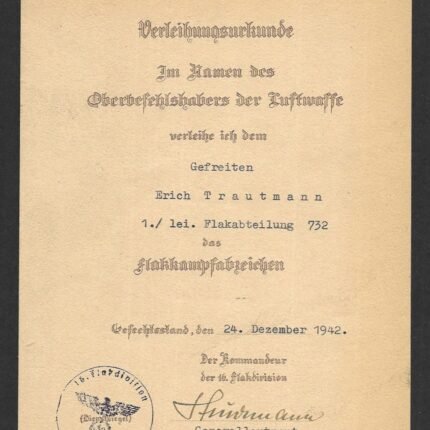 Verleihungsurkunde
Im Namen des
Oberbefehlshabers der Luftwaffe
verleihe ich dem
Gefreiten
Erich Trautmann
1./ lei. Flakabteilung 732
das
Flakkampfabzeichen
Gefechtsstand, den 24. Dezember 1942.
Der Kommandeur
der 16. Flakdivision
16. Flakdivision
(Dienstsiegel)